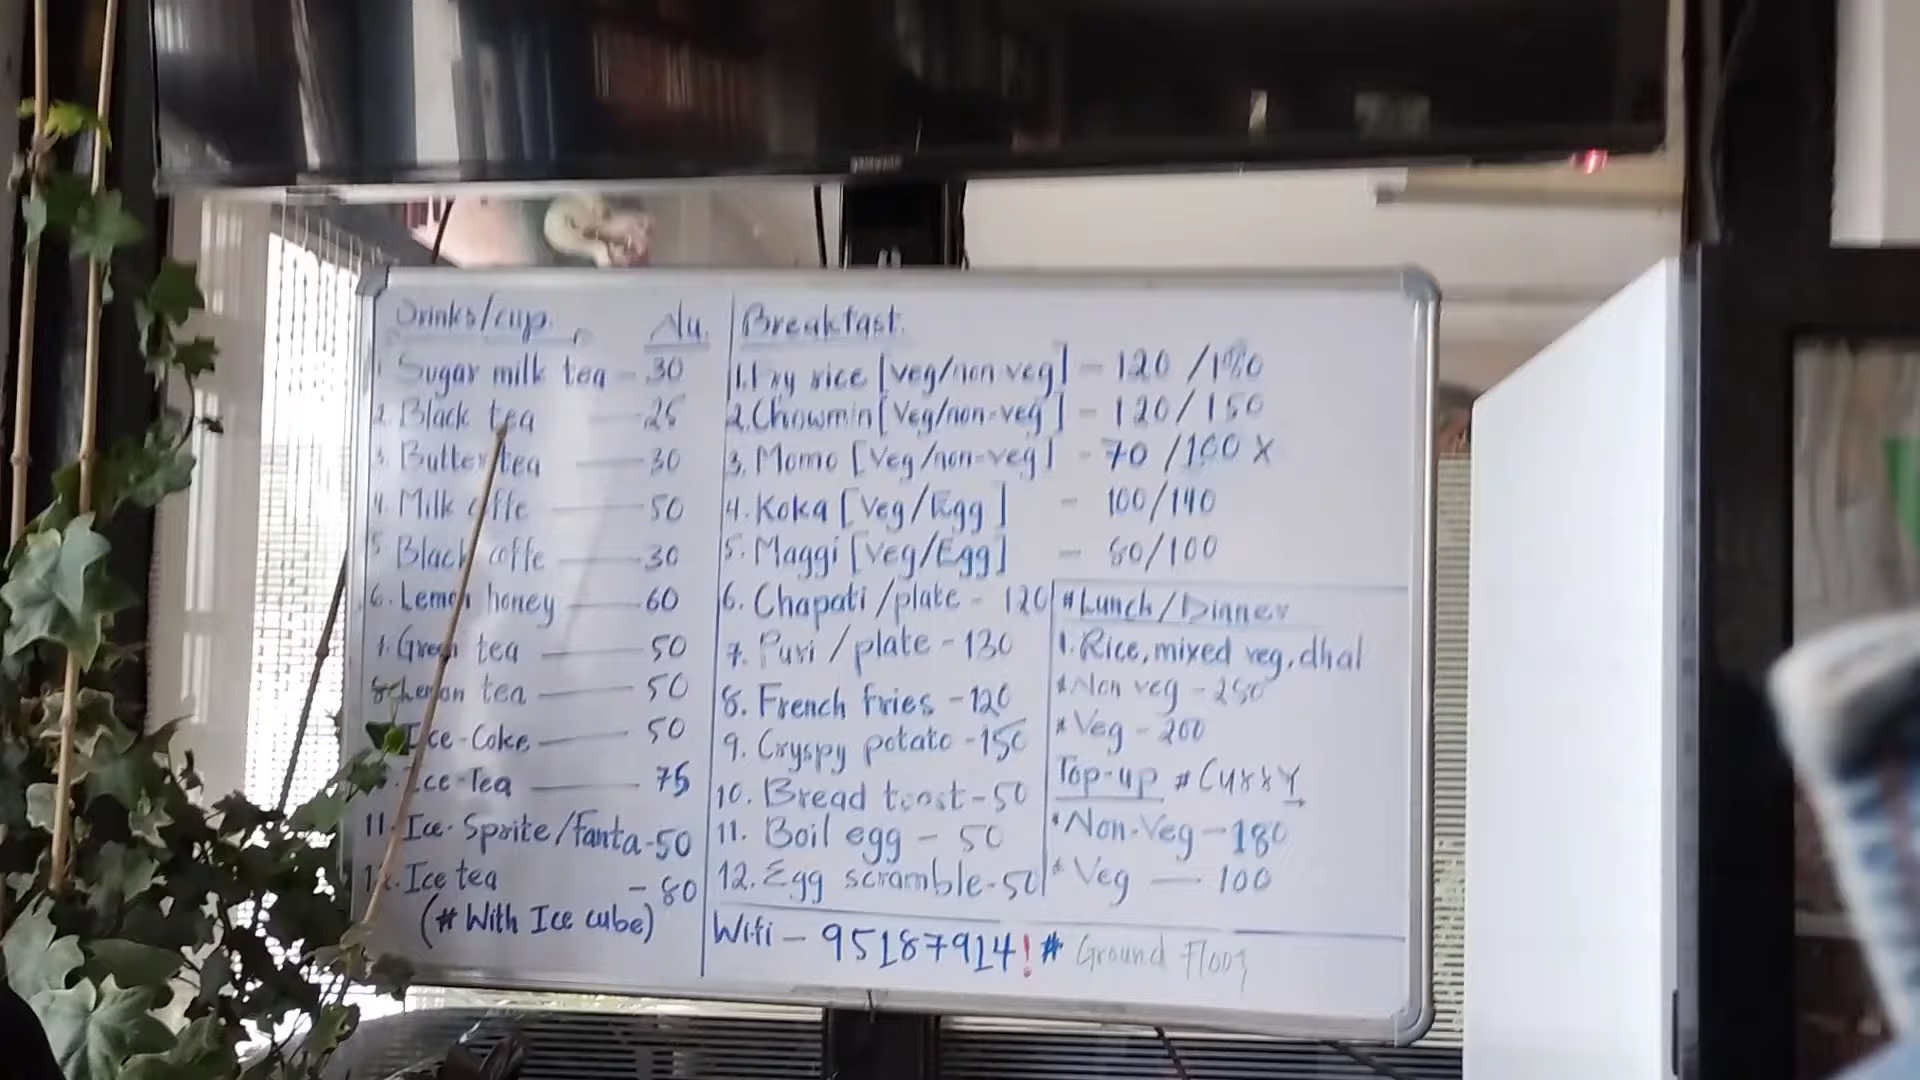 Drinks/cup. Nu.
1. Sugar milk tea - 30
2. Black tea — 25
3. Butter tea — 30
4. Milk coffe — 50
5. Black coffe — 30
6. Lemon honey — 60
7. Green tea — 50
8. Lemon tea — 50
Ice-Coke — 50
Ice-Tea — 75
11. Ice-Sprite/Fanta-50
12. Ice tea - 80
(# With Ice cube)
Breakfast.
1. Fry rice [veg/non-veg] - 120 /
2. Chowmin [Veg/non-veg] - 120/150
3. Momo [Veg/non-veg] - 70 /100 X
4. Koka [Veg/Egg] - 100/140
5. Maggi [Veg/Egg] - 80/100
6. Chapati/plate - 120
7. Puri/plate - 130
8. French fries - 120
9. Cryspy potato - 150
10. Bread toast - 50
11. Boil egg - 50
12. Egg scramble - 50
# Lunch/Dinner
1. Rice, mixed veg, dhal
* Non veg - 250
* Veg - 200
Top-up # Curry
* Non-Veg - 180
* Veg — 100
Wifi - 95187914! # Ground Floor